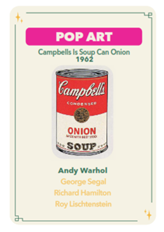 POP ART
Campbells Is Soup Can Onion
1962
Campbell's
CONDENSED
ONION
SOUP
Andy Warhol
George Segal
Richard Hamilton
Roy Lischtenstein